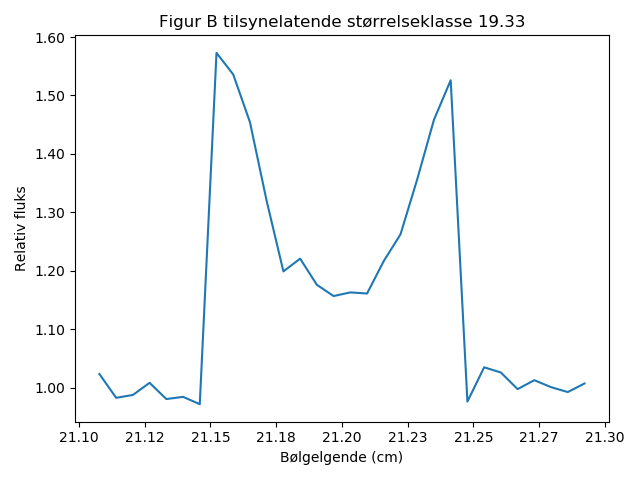 Figur B tilsynelatende størrelseklasse 19.33
1.60
1.50
1.40
1.30
1.20
1.10
1.00
Relativ fluks
21.10 21.12 21.15 21.18 21.20 21.23 21.25 21.27 21.30
Bølgelgende (cm)